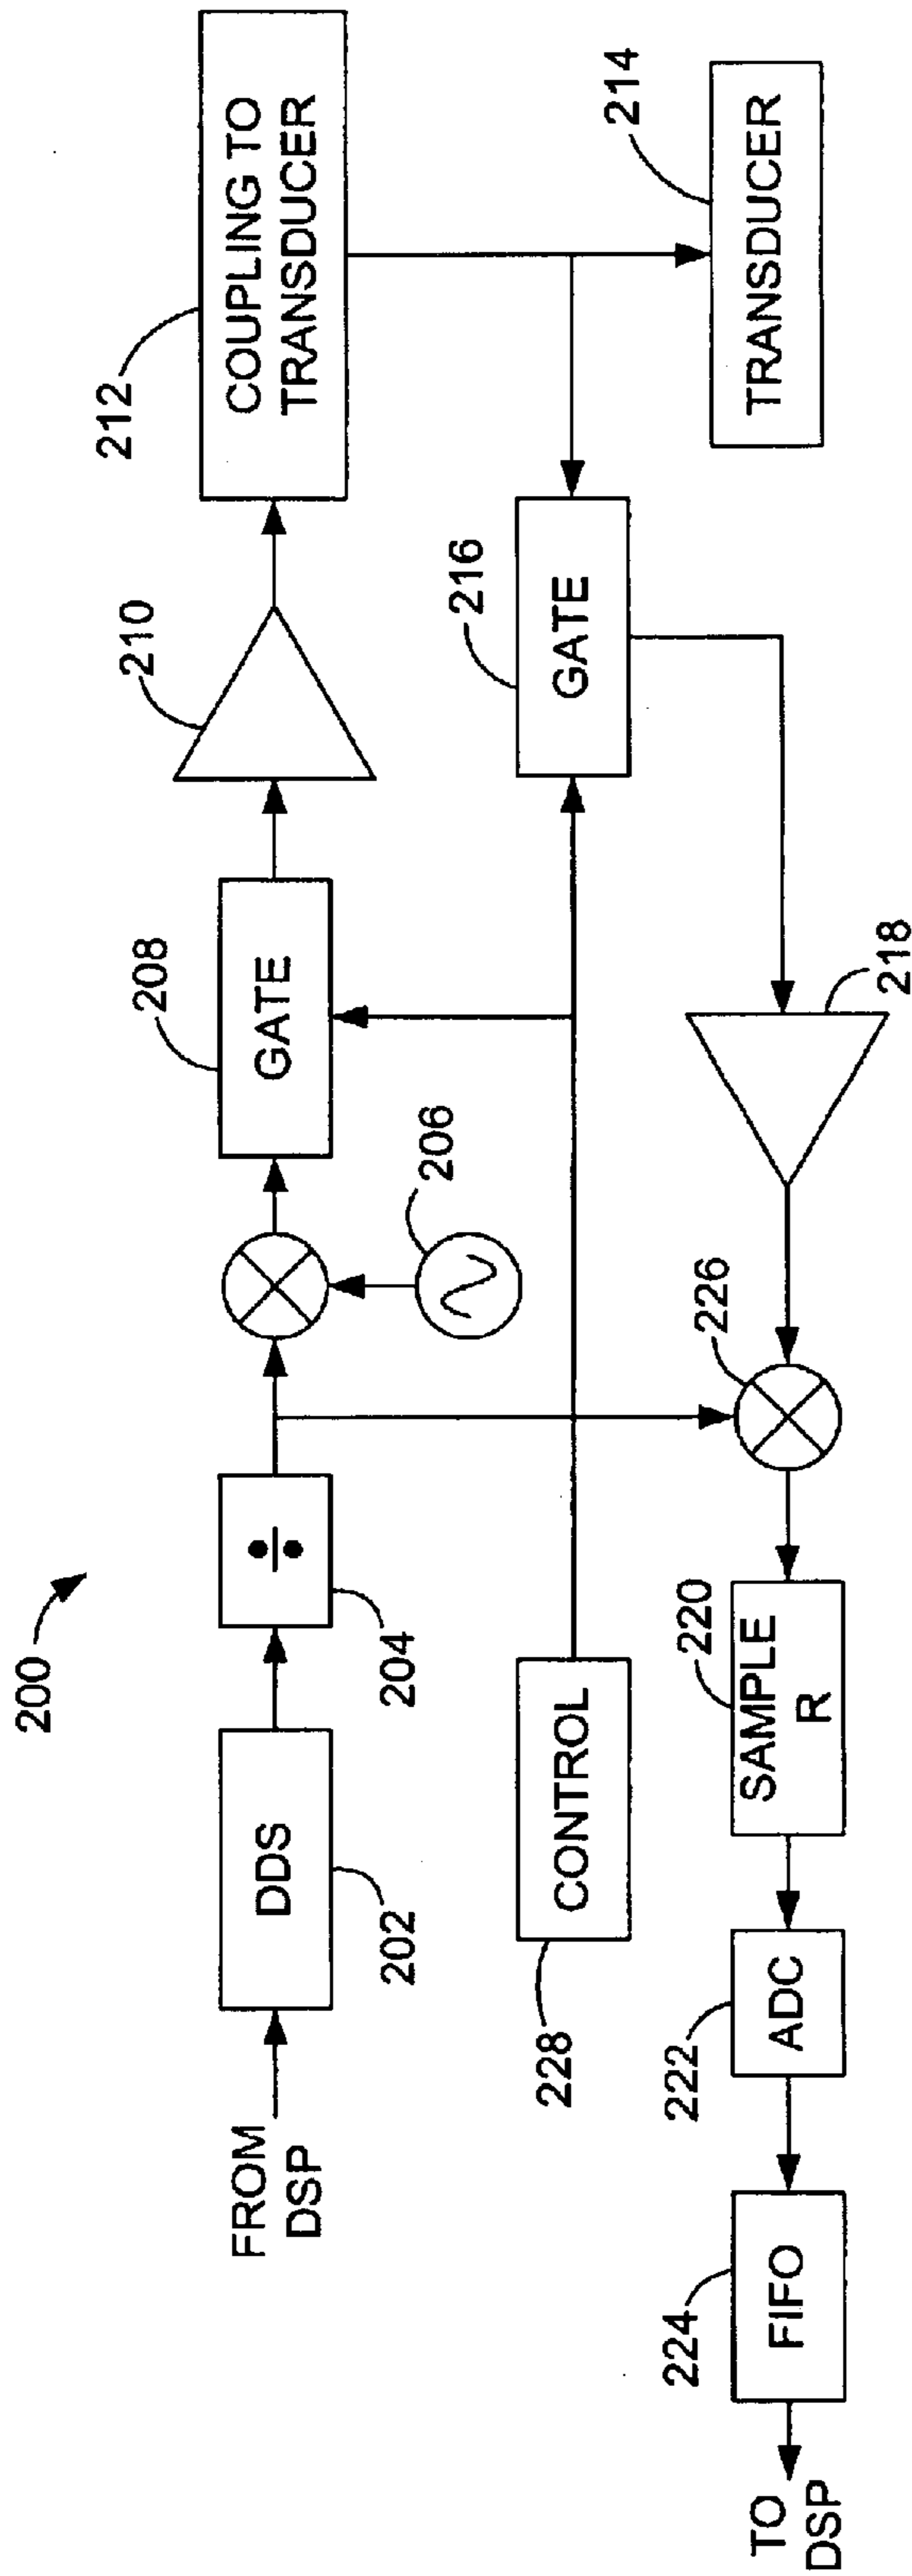 200
FROM
DSP
DDS
202
÷
204
206
GATE
208
210
COUPLING TO
TRANSDUCER
212
CONTROL
228
GATE
216
TRANSDUCER
214
TO
DSP
FIFO
224
ADC
222
SAMPLE
R
220
226
218